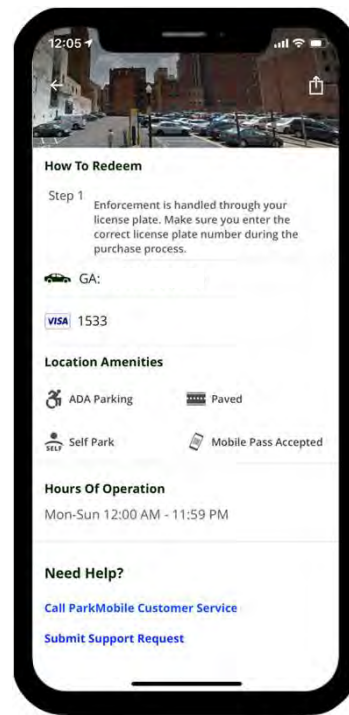 12:05
How To Redeem
Step 1
Enforcement is handled through your
license plate. Make sure you enter the
correct license plate number during the
purchase process.
GA:
VISA 1533
Location Amenities
ADA Parking
Paved
SELF
Self Park
Mobile Pass Accepted
Hours Of Operation
Mon-Sun 12:00 AM - 11:59 PM
Need Help?
Call ParkMobile Customer Service
Submit Support Request